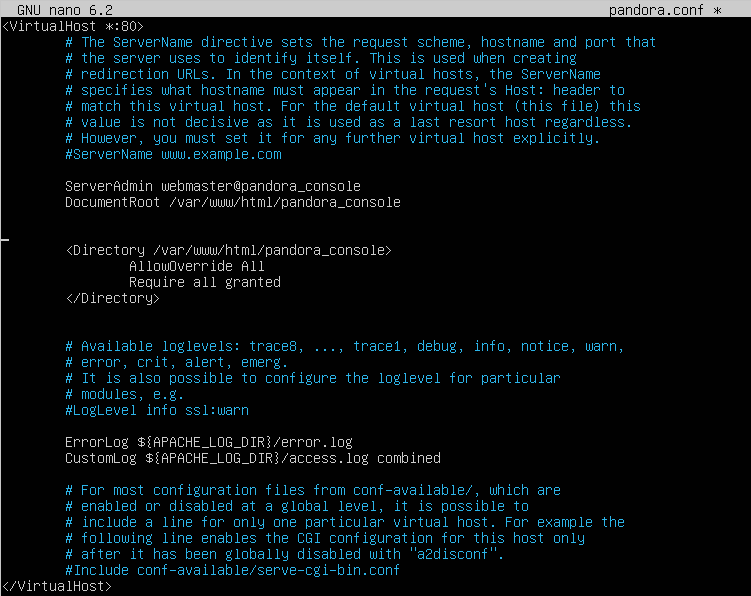 GNU nano 6.2 pandora.conf *
<VirtualHost *:80>
# The ServerName directive sets the request scheme, hostname and port that
# the server uses to identify itself. This is used when creating
# redirection URLs. In the context of virtual hosts, the ServerName
# specifies what hostname must appear in the request's Host: header to
# match this virtual host. For the default virtual host (this file) this
# value is not decisive as it is used as a last resort host regardless.
# However, you must set it for any further virtual host explicitly.
#ServerName www.example.com
ServerAdmin webmaster@pandora_console
DocumentRoot /var/www/html/pandora_console
<Directory /var/www/html/pandora_console>
AllowOverride All
Require all granted
</Directory>
# Available loglevels: trace8, ..., trace1, debug, info, notice, warn,
# error, crit, alert, emerg.
# It is also possible to configure the loglevel for particular
# modules, e.g.
#LogLevel info ssl:warn
ErrorLog ${APACHE_LOG_DIR}/error.log
CustomLog ${APACHE_LOG_DIR}/access.log combined
# For most configuration files from conf-available/, which are
# enabled or disabled at a global level, it is possible to
# include a line for only one particular virtual host. For example the
# following line enables the CGI configuration for this host only
# after it has been globally disabled with "a2disconf".
#Include conf-available/serve-cgi-bin.conf
</VirtualHost>